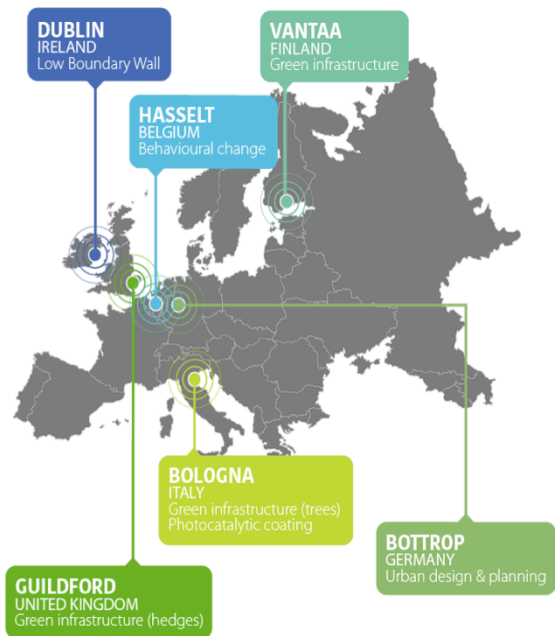 DUBLIN
IRELAND
Low Boundary Wall
VANTAA
FINLAND
Green infrastructure
HASSELT
BELGIUM
Behavioural change
BOLOGNA
ITALY
Green infrastructure (trees)
Photocatalytic coating
BOTTROP
GERMANY
Urban design & planning
GUILDFORD
UNITED KINGDOM
Green infrastructure (hedges)